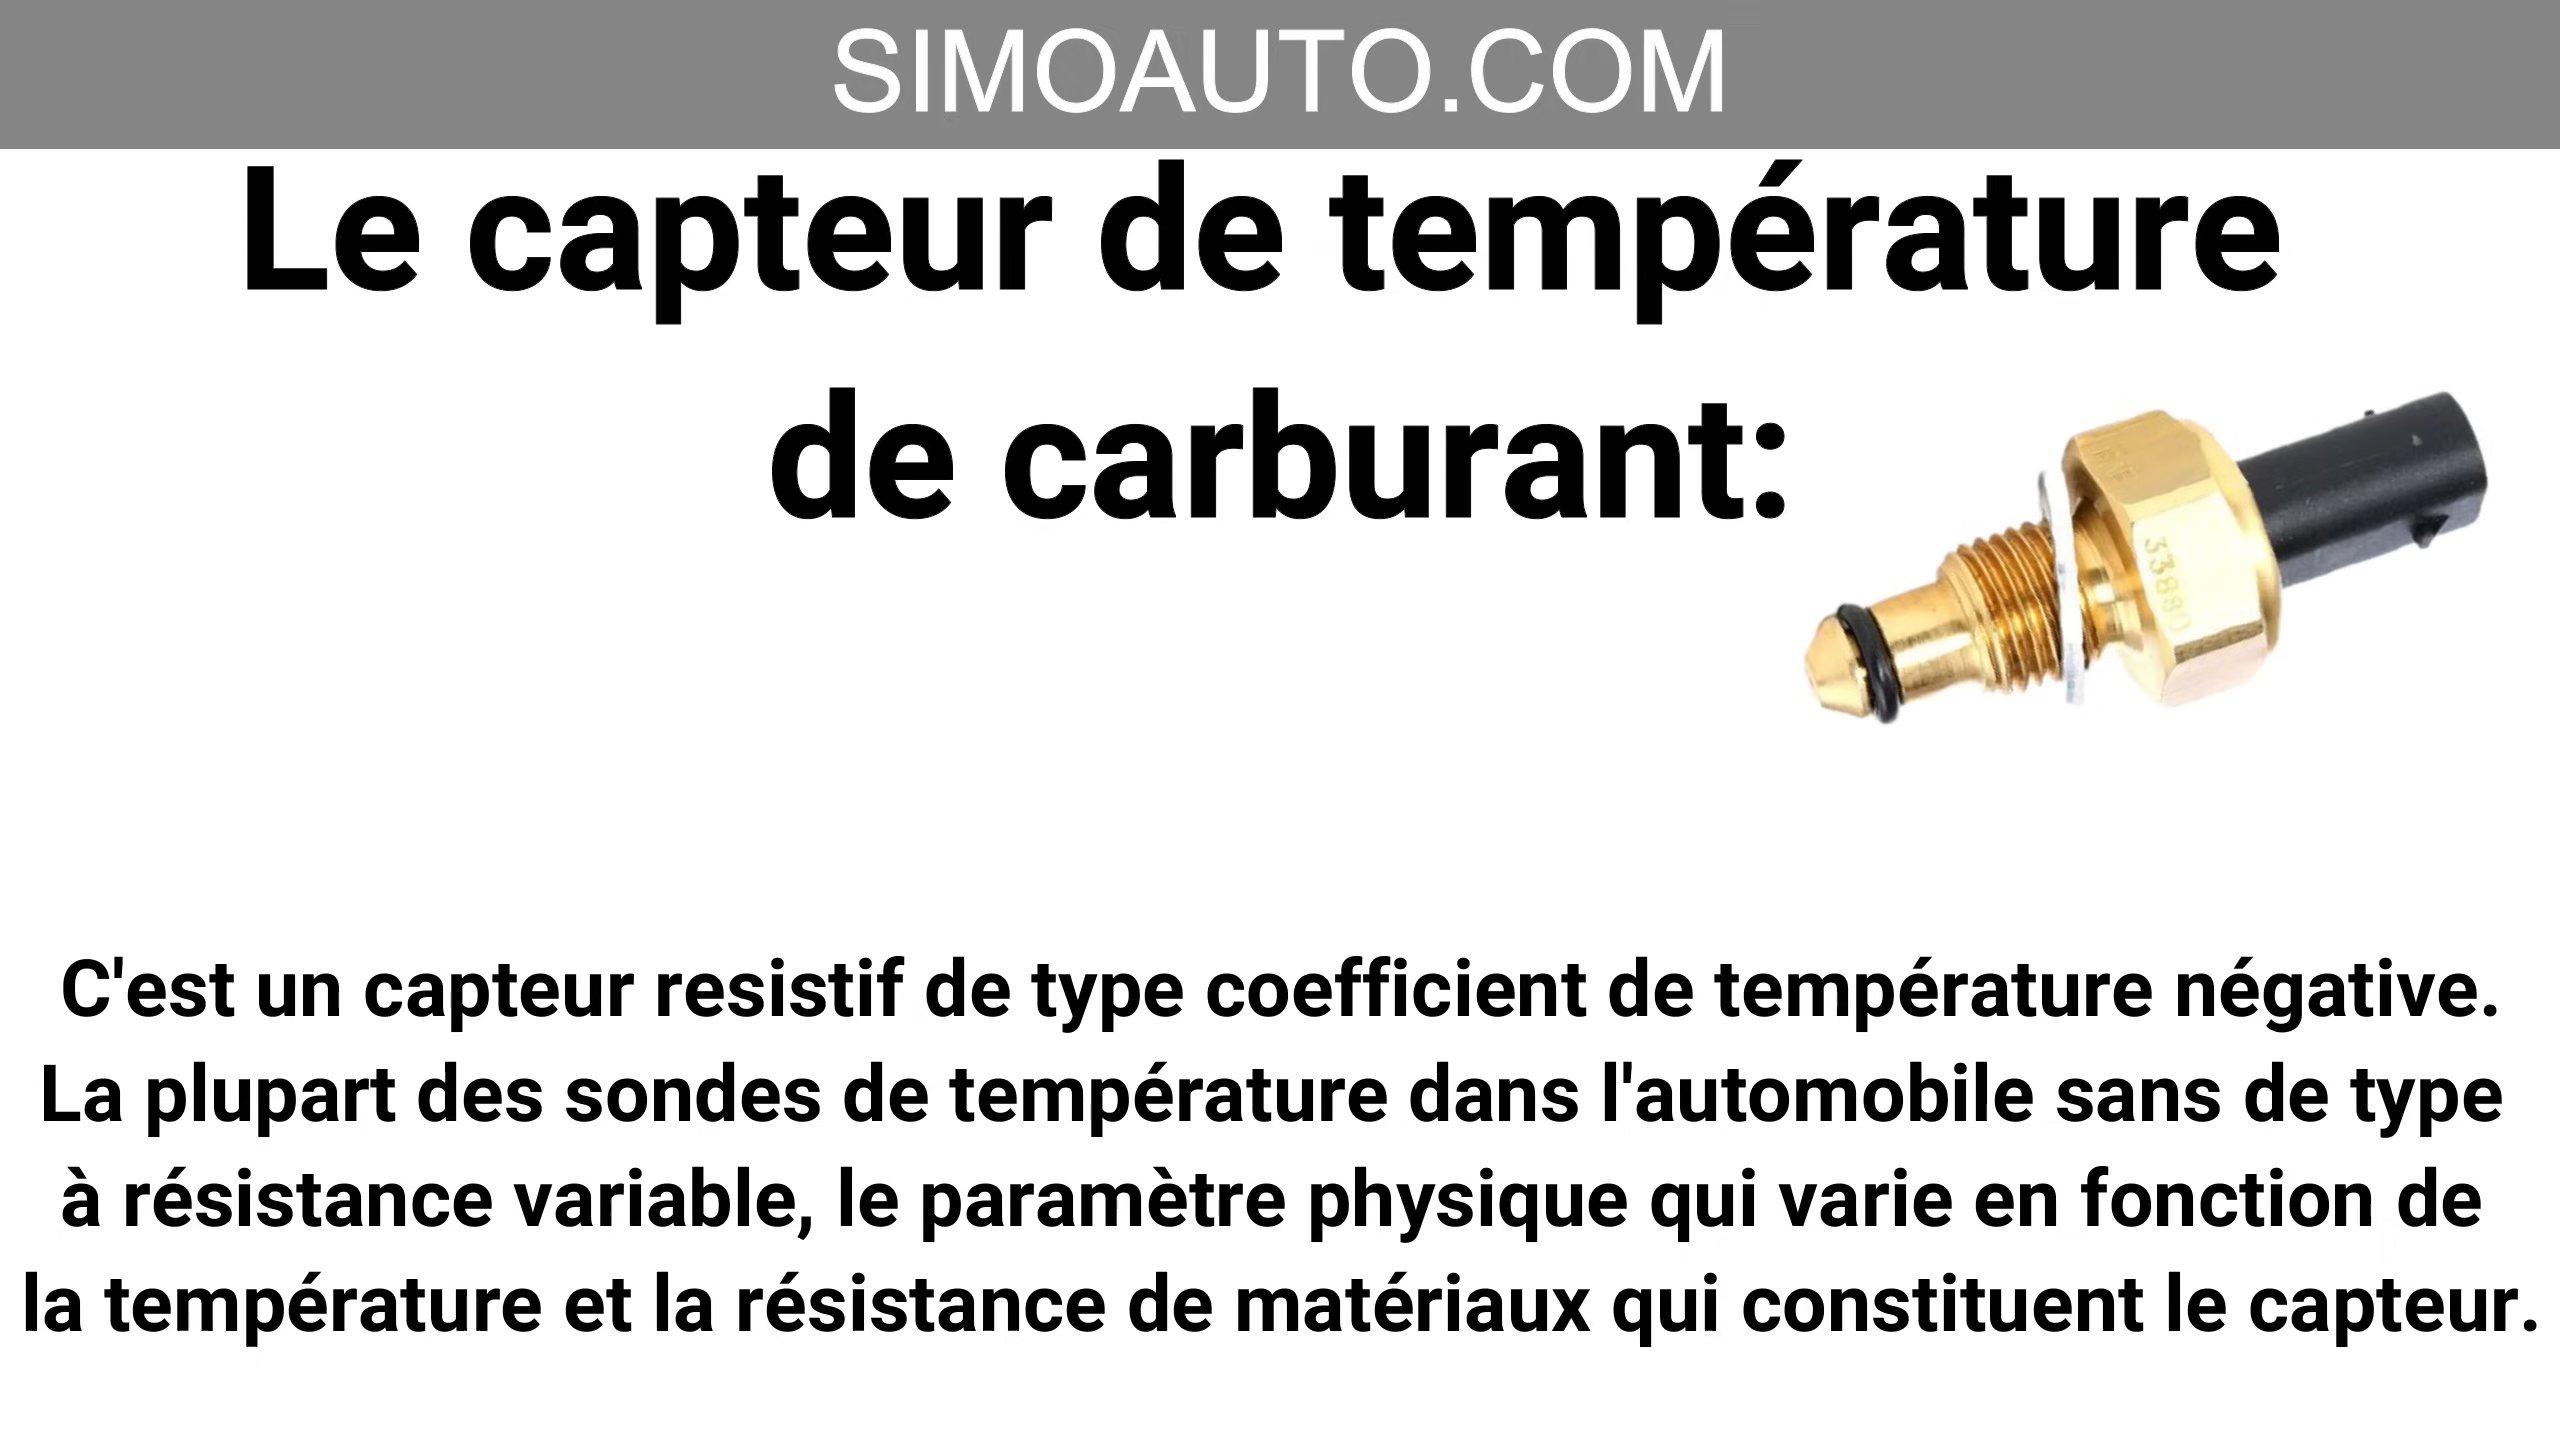 SIMOAUTO.COM
Le capteur de température
de carburant:
33880
C'est un capteur resistif de type coefficient de température négative.
La plupart des sondes de température dans l'automobile sans de type
à résistance variable, le paramètre physique qui varie en fonction de
la température et la résistance de matériaux qui constituent le capteur.